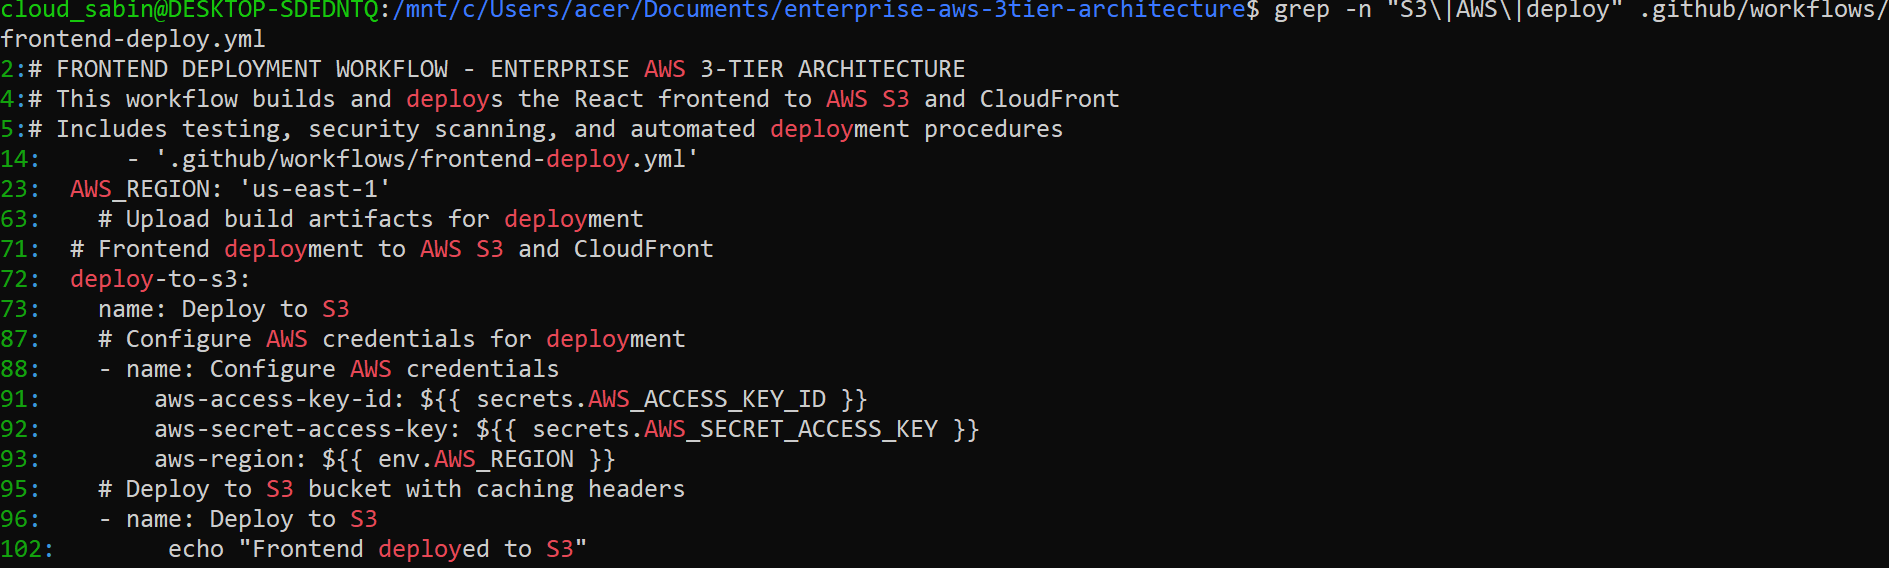 cloud_sabin@DESKTOP-SDEDNTQ:/mnt/c/Users/acer/Documents/enterprise-aws-3tier-architecture$ grep -n "S3\|AWS\|deploy" .github/workflows/
frontend-deploy.yml
2:# FRONTEND DEPLOYMENT WORKFLOW - ENTERPRISE AWS 3-TIER ARCHITECTURE
4:# This workflow builds and deploys the React frontend to AWS S3 and CloudFront
5:# Includes testing, security scanning, and automated deployment procedures
14:      - '.github/workflows/frontend-deploy.yml'
23:  AWS_REGION: 'us-east-1'
63:    # Upload build artifacts for deployment
71:  # Frontend deployment to AWS S3 and CloudFront
72:  deploy-to-s3:
73:    name: Deploy to S3
87:    # Configure AWS credentials for deployment
88:    - name: Configure AWS credentials
91:        aws-access-key-id: ${{ secrets.AWS_ACCESS_KEY_ID }}
92:        aws-secret-access-key: ${{ secrets.AWS_SECRET_ACCESS_KEY }}
93:        aws-region: ${{ env.AWS_REGION }}
95:    # Deploy to S3 bucket with caching headers
96:    - name: Deploy to S3
102:        echo "Frontend deployed to S3"